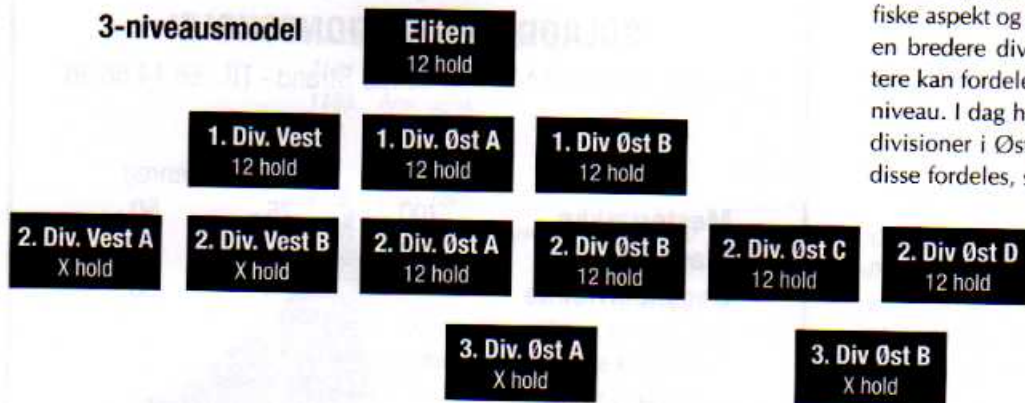 3-niveausmodel
Eliten
12 hold
1. Div. Vest
12 hold
1. Div. Øst A
12 hold
1. Div Øst B
12 hold
2. Div. Vest A
X hold
2. Div. Vest B
X hold
2. Div. Øst A
12 hold
2. Div Øst B
12 hold
2. Div. Øst C
12 hold
2. Div Øst D
12 hold
3. Div. Øst A
X hold
3. Div Øst B
X hold
fiske aspekt og
en bredere div
tere kan fordele
niveau. I dag h
divisioner i Øs
disse fordeles, s